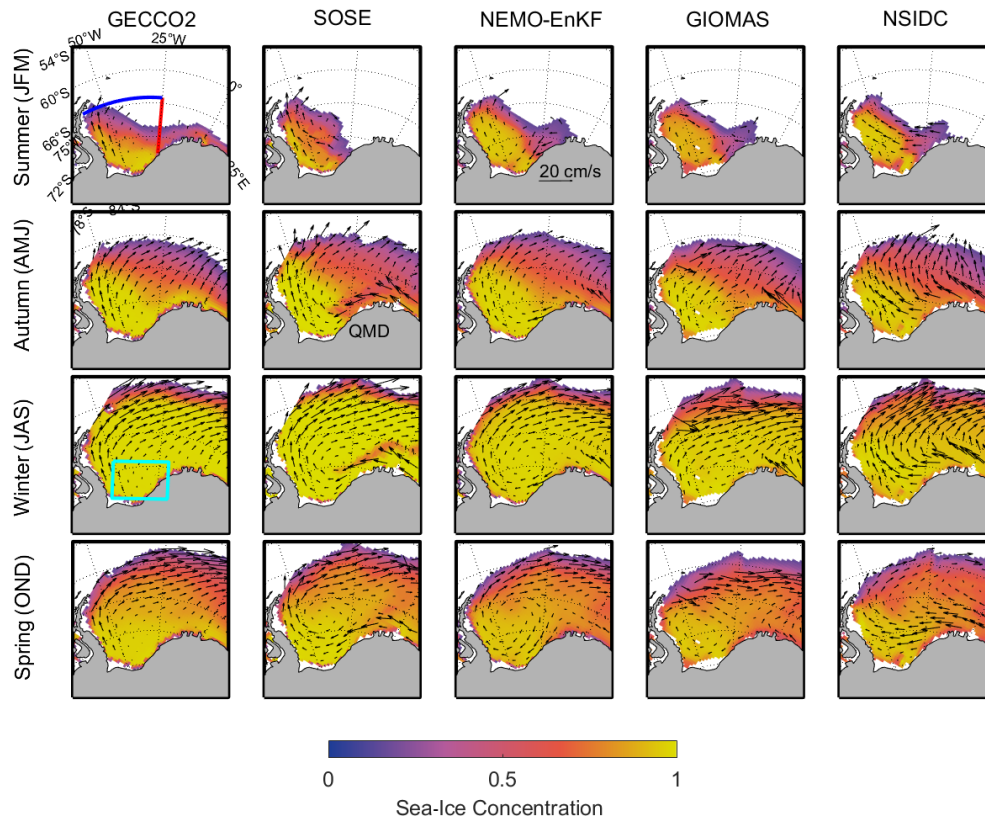 GECCO2 SOSE NEMO-EnKF GIOMAS NSIDC
Summer (JFM)
50°W
25°W
54°S
60°S
0°
66°S
75°
72°S
25°E
20 cm/s
Autumn (AMJ)
78°S
84°S
QMD
Winter (JAS)
Spring (OND)
0 0.5 1
Sea-Ice Concentration